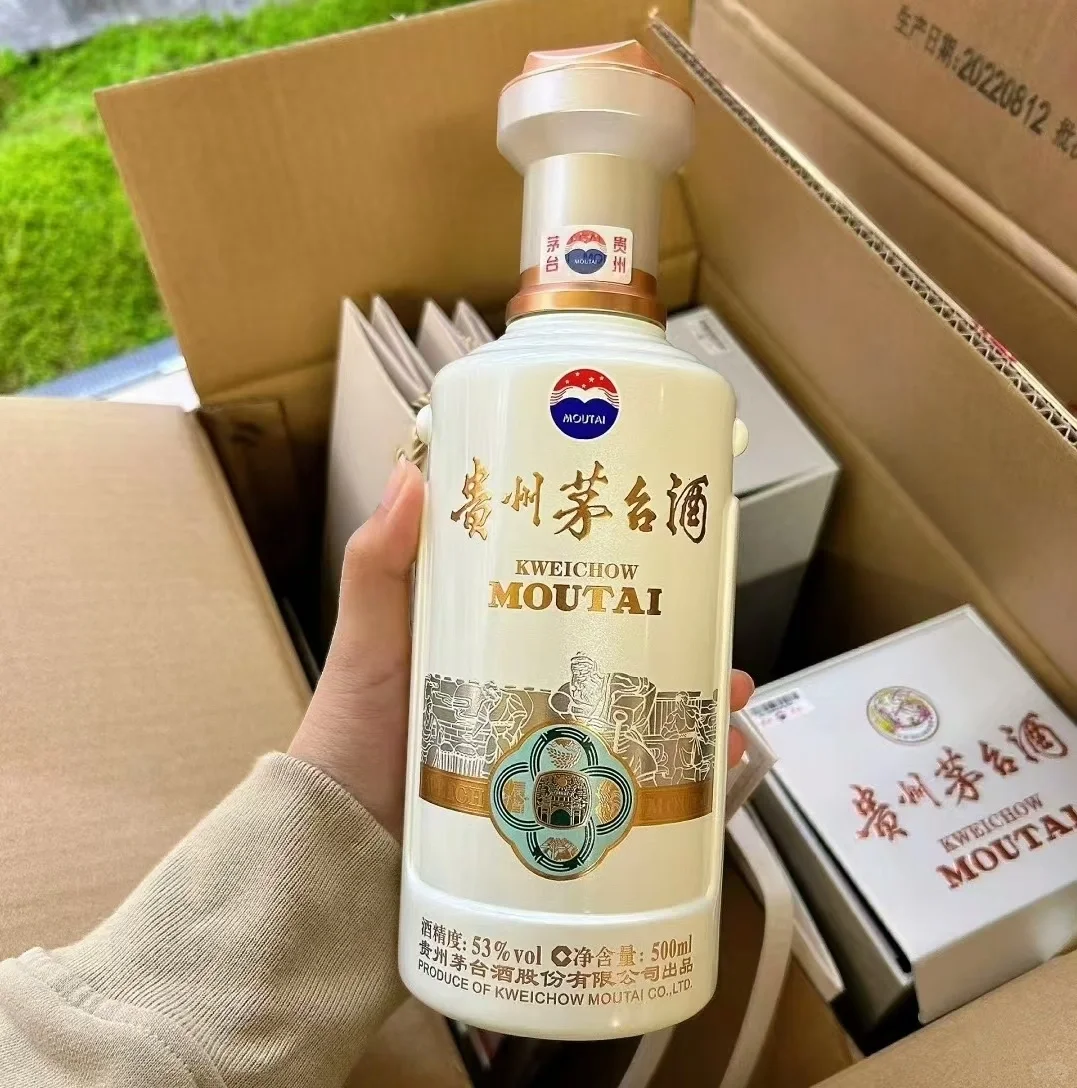 生产日期:20220812
茅台
MOUTAI
贵州
MOUTAI
贵州茅台酒
KWEICHOW
MOUTAI
酒精度: 53%vol 净含量: 500ml
贵州茅台酒股份有限公司出品
PRODUCE OF KWEICHOW MOUTAI CO.,LTD.
贵州茅台酒
KWEICHOW
MOUTAI